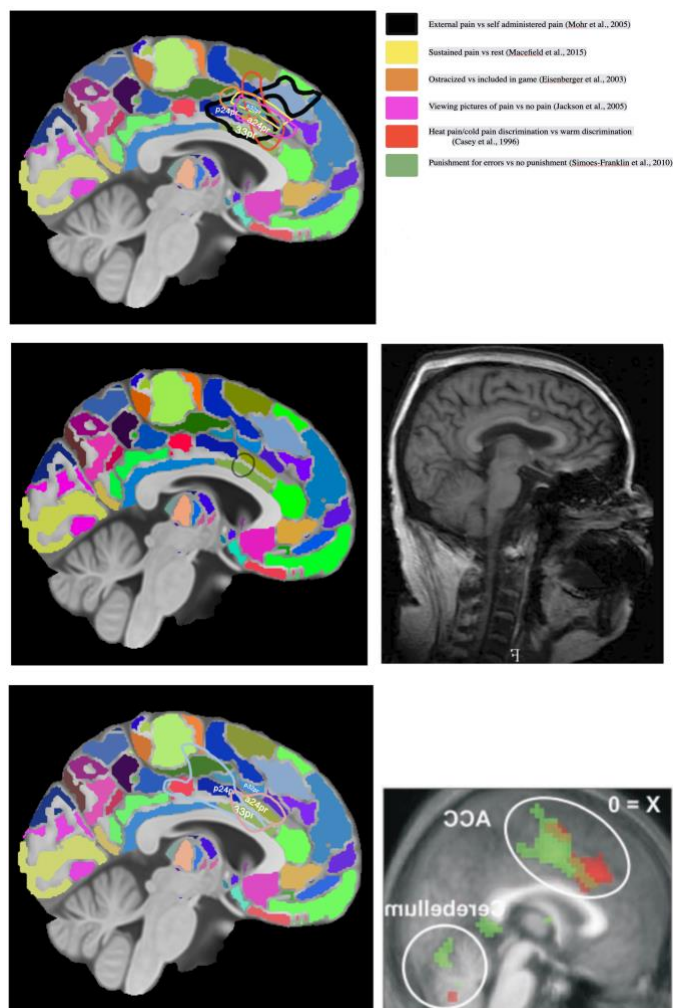 External pain vs self administered pain (Mohr et al., 2005)
Sustained pain vs rest (Macefield et al., 2015)
Ostracized vs included in game (Eisenberger et al., 2003)
Viewing pictures of pain vs no pain (Jackson et al., 2005)
Heat pain/cold pain discrimination vs warm discrimination
(Casey et al., 1996)
Punishment for errors vs no punishment (Simoes-Franklin et al., 2010)
p24pr
a24pr
33pr
F
p24pr
a24pr
33pr
X = 0
ACC
Cerebellum